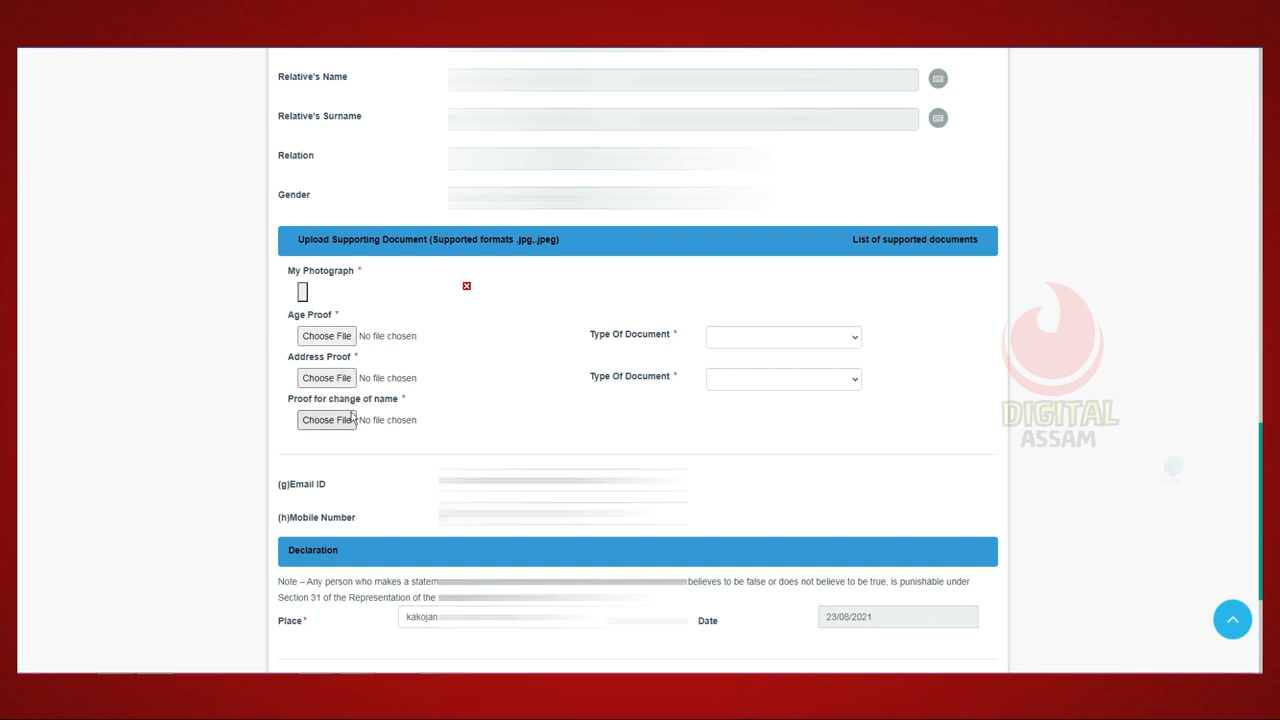 Relative's Name
Relative's Surname
Relation
Gender
Upload Supporting Document (Supported formats .jpg,.jpeg) List of supported documents
My Photograph *
Age Proof *
Choose File No file chosen Type Of Document *
Address Proof *
Choose File No file chosen Type Of Document *
Proof for change of name *
Choose File No file chosen
DIGITAL
ASSAM
(g)Email ID
(h)Mobile Number
Declaration
Note – Any person who makes a statem believes to be false or does not believe to be true, is punishable under
Section 31 of the Representation of the
Place* kakojan Date 23/08/2021